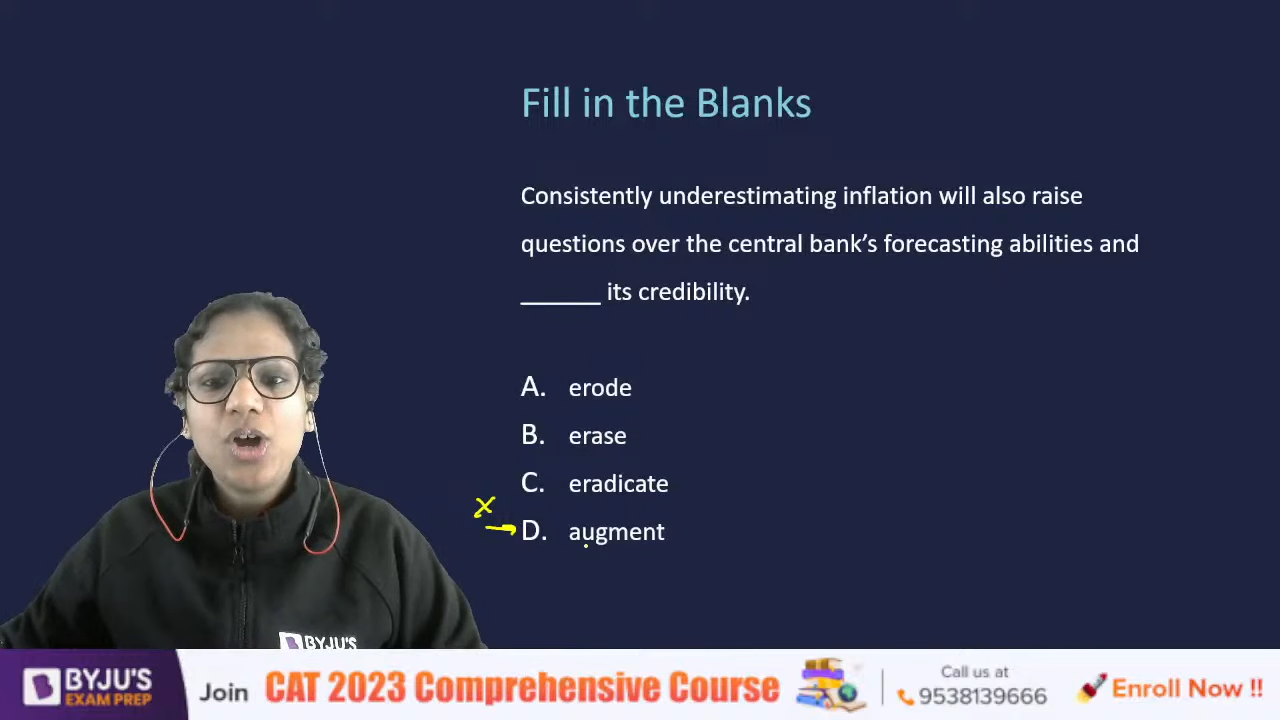 Fill in the Blanks
Consistently underestimating inflation will also raise
questions over the central bank's forecasting abilities and
______ its credibility.
A. erode
B. erase
C. eradicate
x
D. augment
BYJU'S
BYJU'S
EXAM PREP
Join CAT 2023 Comprehensive Course
Call us at
9538139666
Enroll Now !!